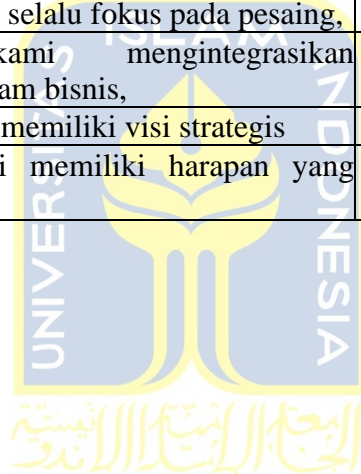 selalu fokus pada pesaing,
kami mengintegrasikan
am bisnis,
memiliki visi strategis
i memiliki harapan yang
UNIVERSITAS ISLAM INDONESIA